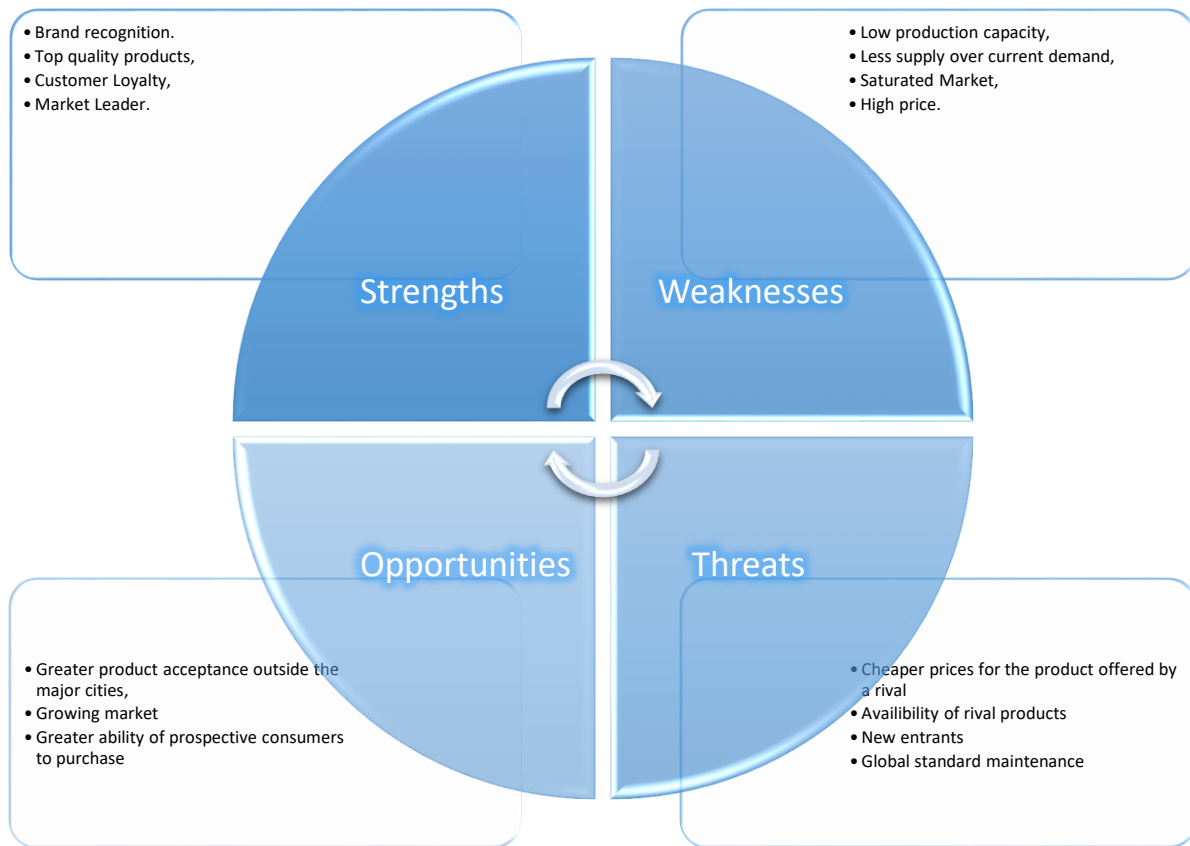 • Brand recognition.
• Top quality products,
• Customer Loyalty,
• Market Leader.
• Low production capacity,
• Less supply over current demand,
• Saturated Market,
• High price.
Strengths
Weaknesses
Opportunities
Threats
• Greater product acceptance outside the
major cities,
• Growing market
• Greater ability of prospective consumers
to purchase
• Cheaper prices for the product offered by
a rival
• Availibility of rival products
• New entrants
• Global standard maintenance